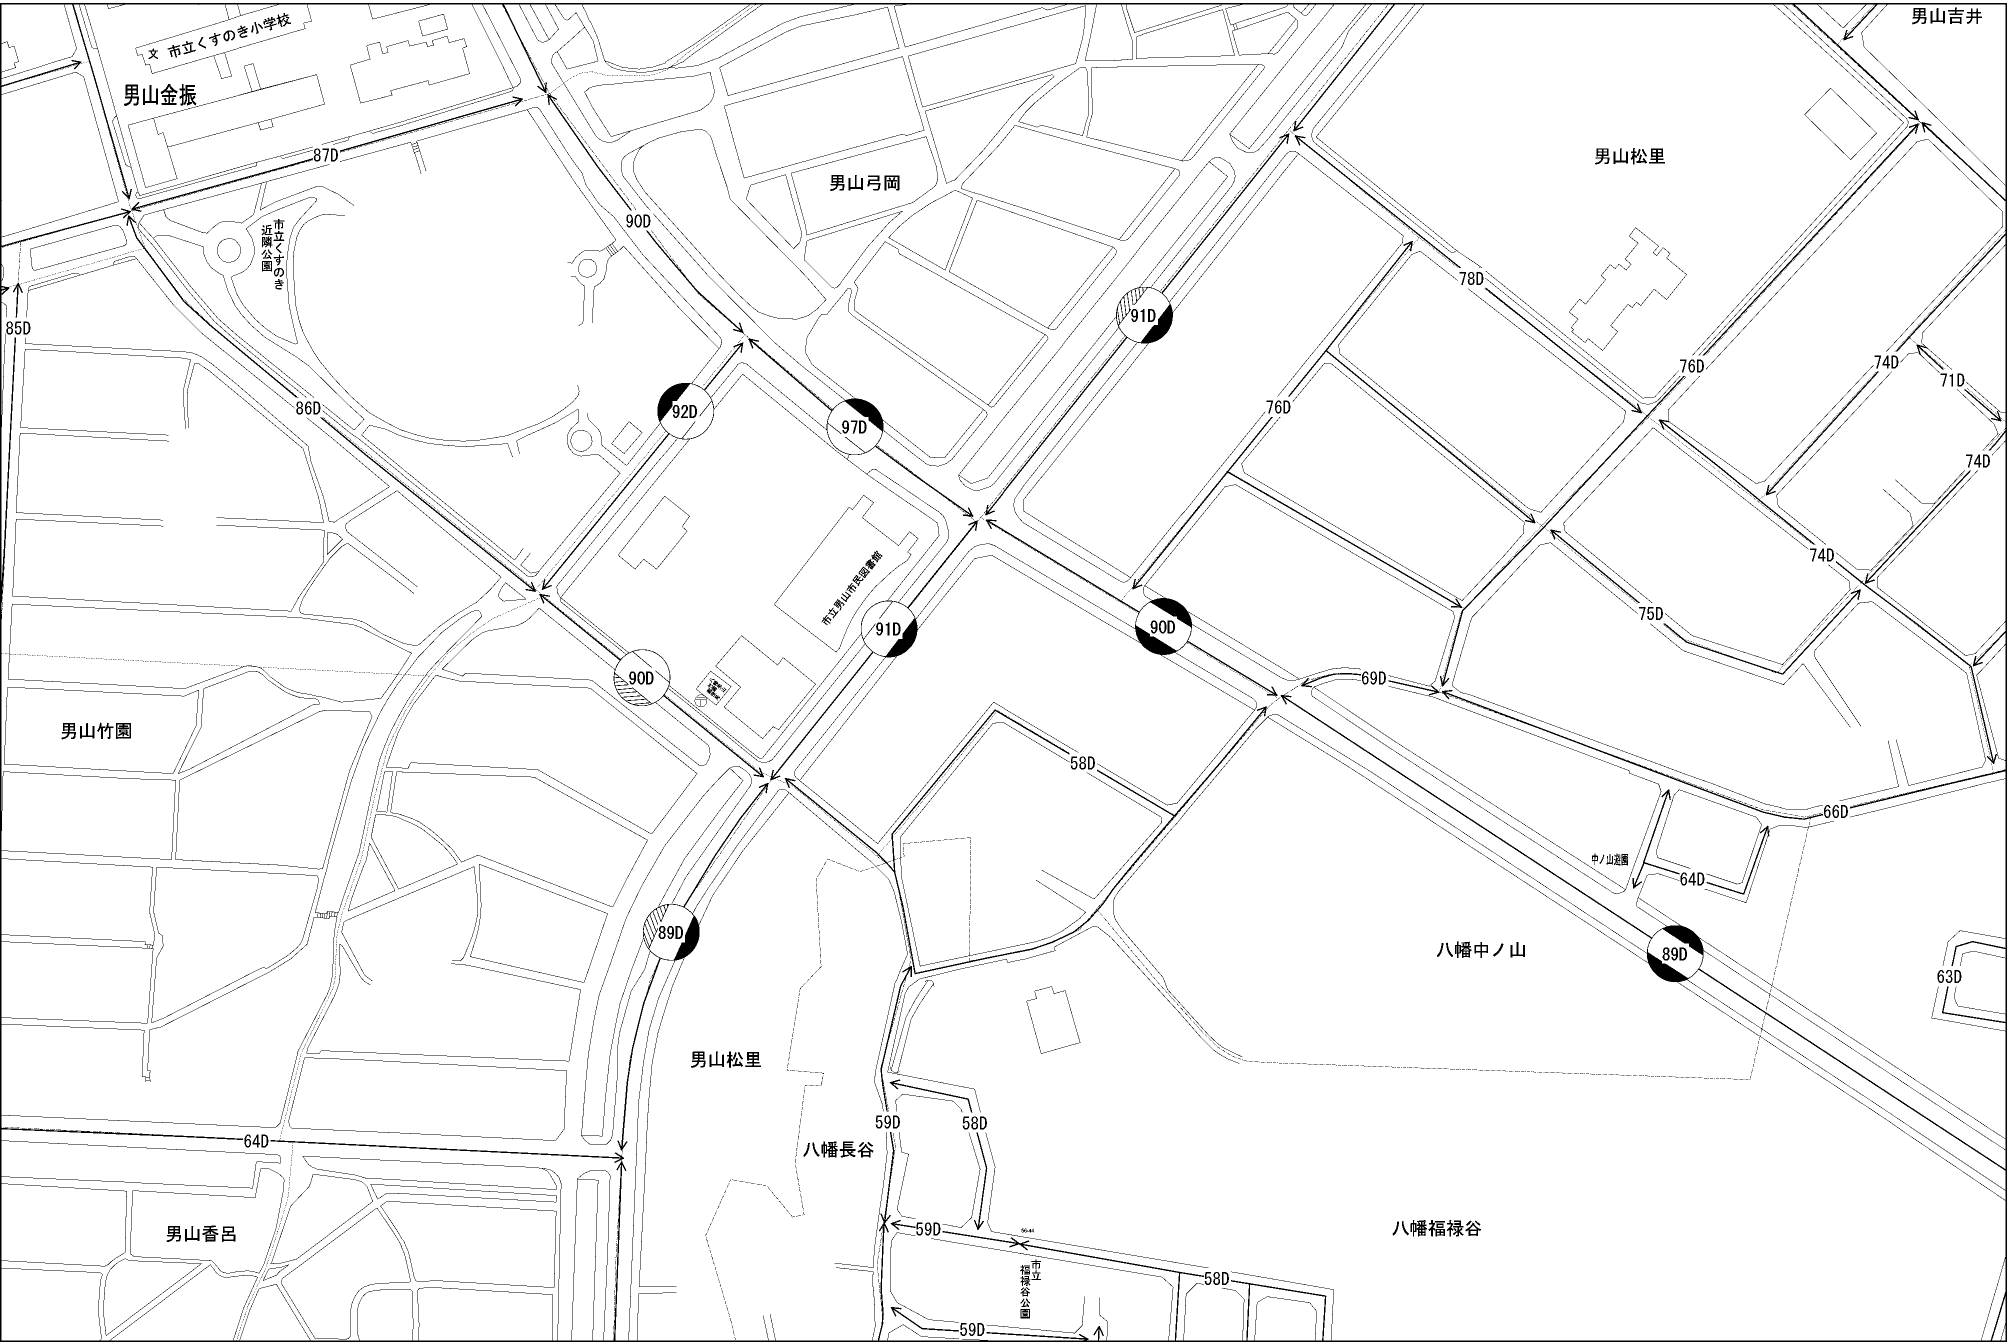 男山吉井
市立くすのき小学校
男山金振
87D
男山松里
男山弓岡
90D
市立くすのき
近隣公園
78D
91D
85D
76D
74D
71D
86D
92D
97D
76D
74D
74D
市立男山市民図書館
75D
91D
90D
90D
69D
男山竹園
58D
66D
中ノ山遊園
64D
89D
八幡中ノ山
89D
63D
男山松里
59D
58D
64D
八幡長谷
男山香呂
59D
八幡福禄谷
市立
福禄谷公園
58D
59D